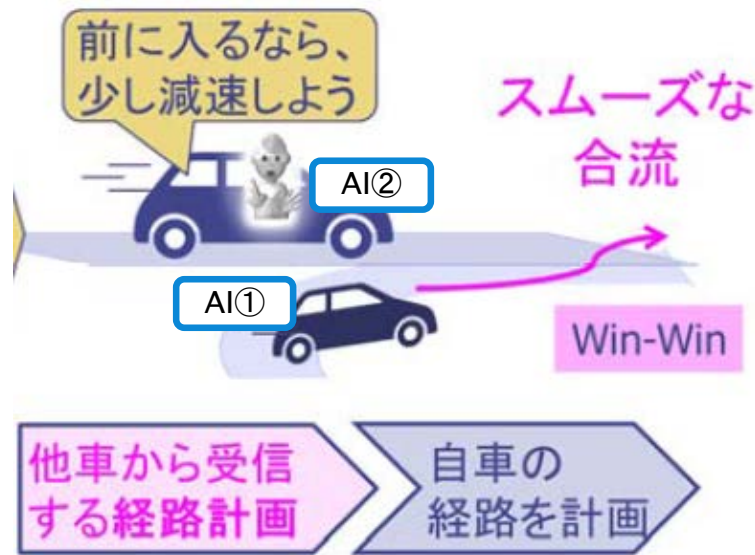 前に入るなら、
少し減速しよう
スムーズな
合流
AI②
AI①
Win-Win
他車から受信
する経路計画
自車の
経路を計画